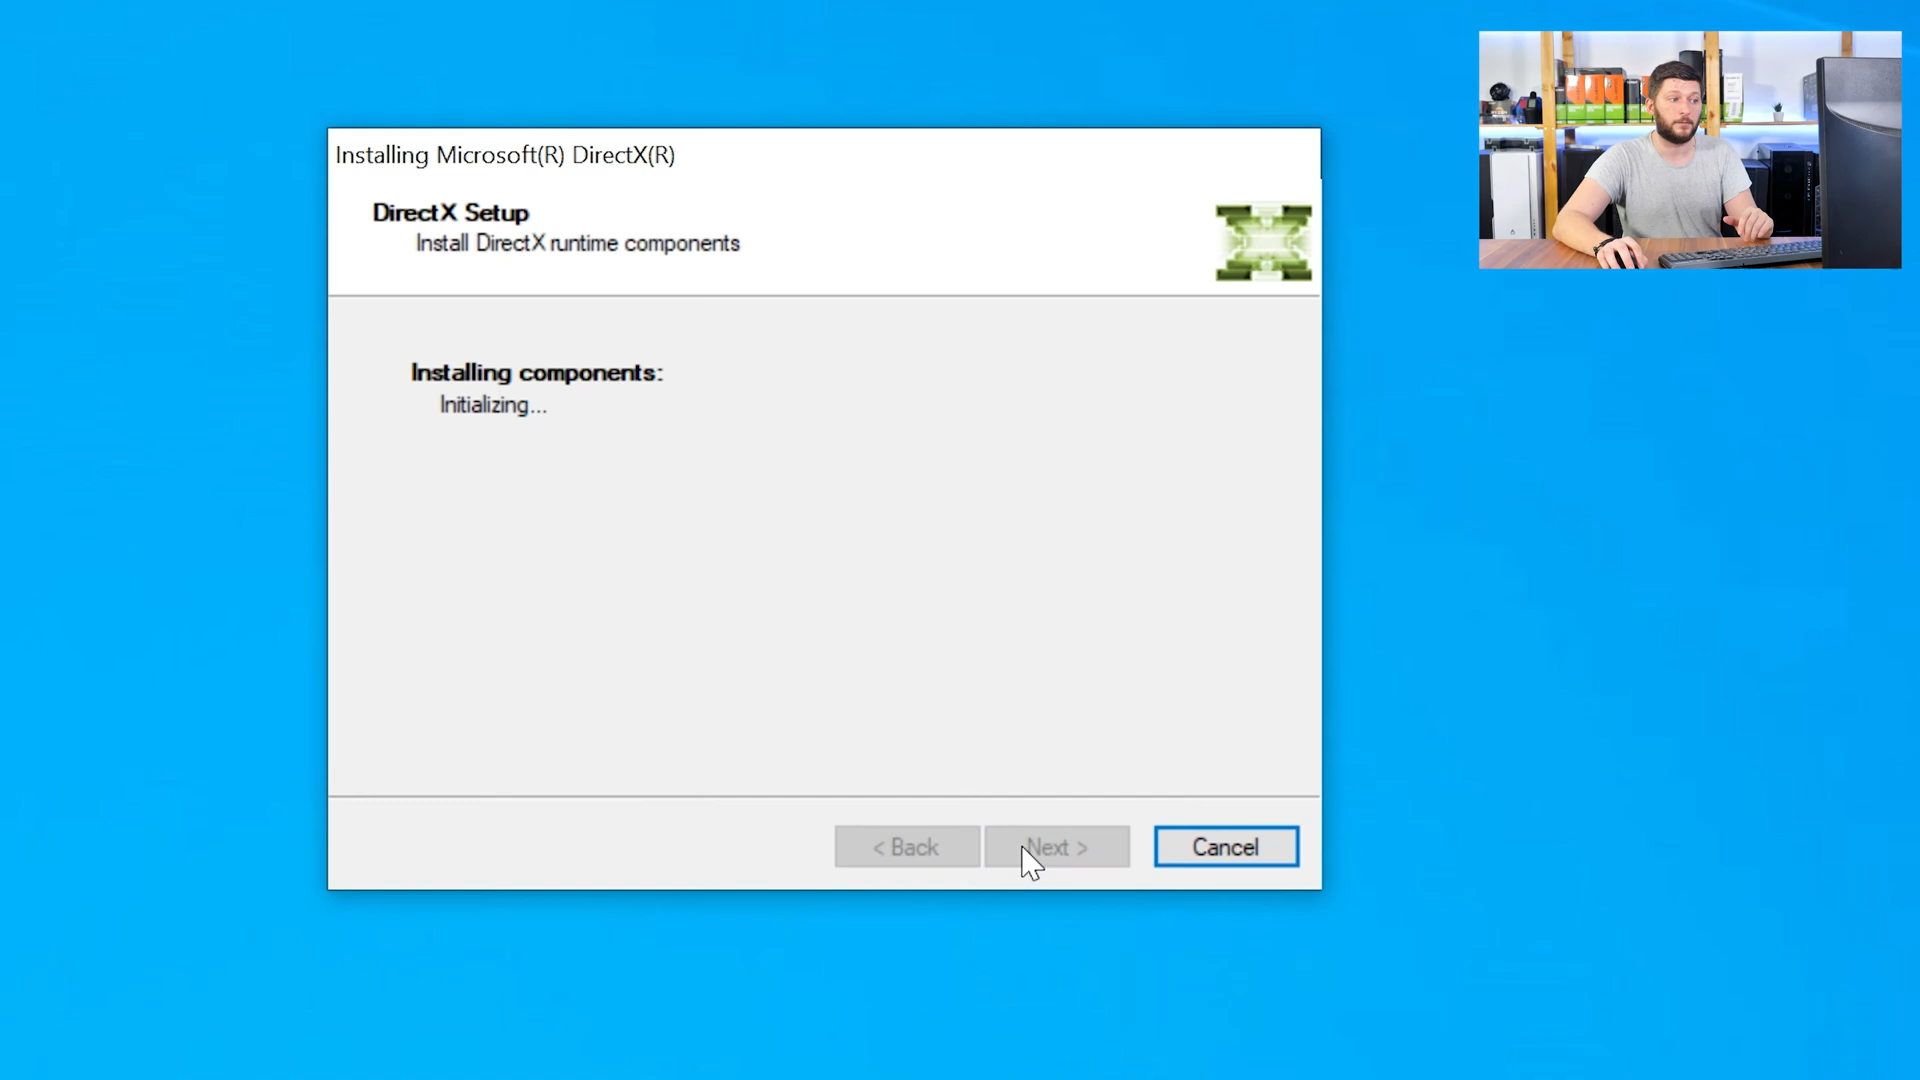 Installing Microsoft(R) DirectX(R)
DirectX Setup
Install DirectX runtime components
Installing components:
Initializing...
< Back
Next >
Cancel